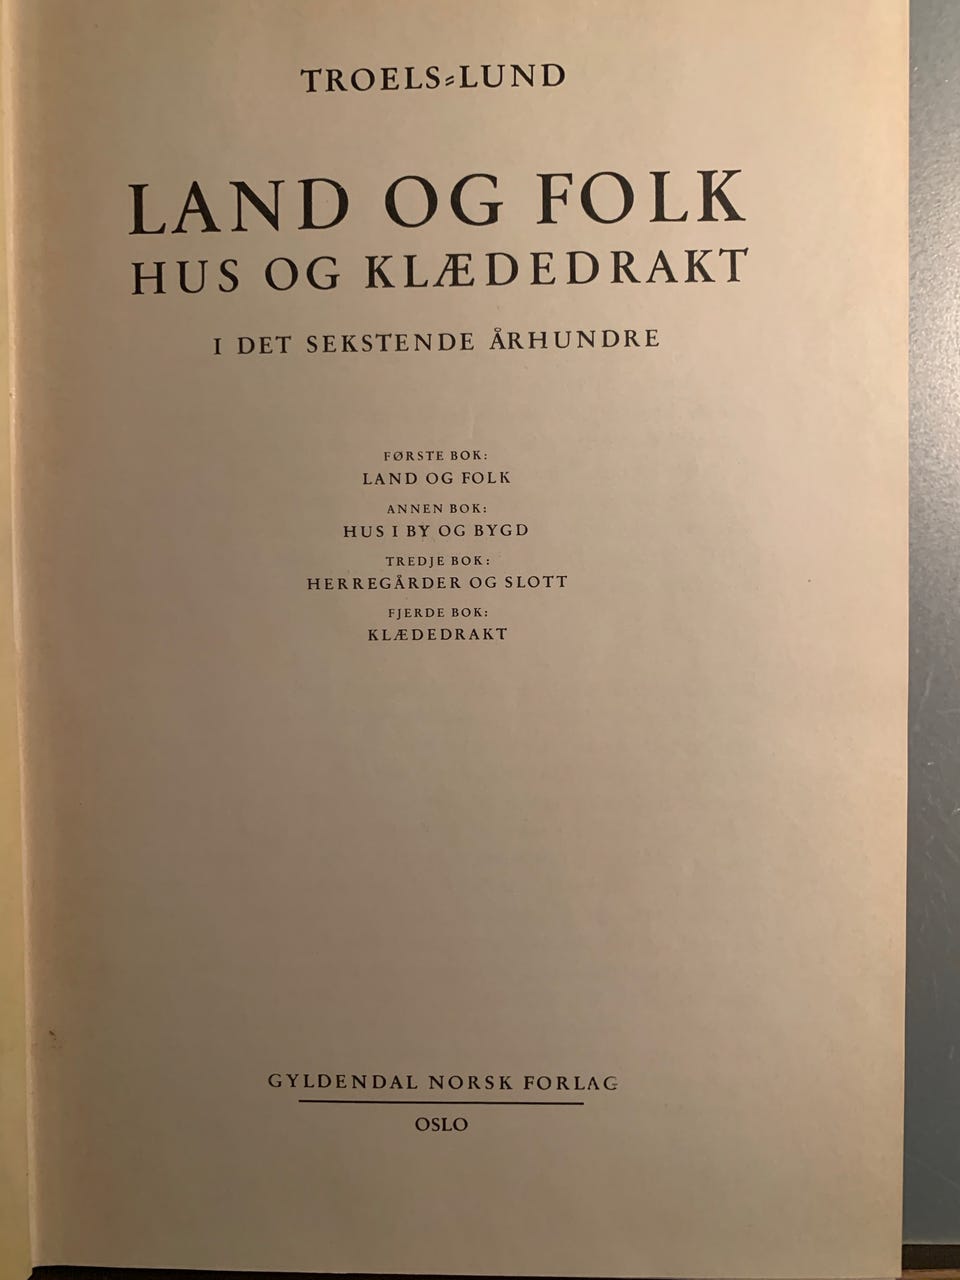 TROELS=LUND
LAND OG FOLK
HUS OG KLÆDEDRAKT
I DET SEKSTENDE ÅRHUNDRE
FØRSTE BOK:
LAND OG FOLK
ANNEN BOK:
HUS I BY OG BYGD
TREDJE BOK:
HERREGÅRDER OG SLOTT
FJERDE BOK:
KLÆDEDRAKT
GYLDENDAL NORSK FORLAG
OSLO